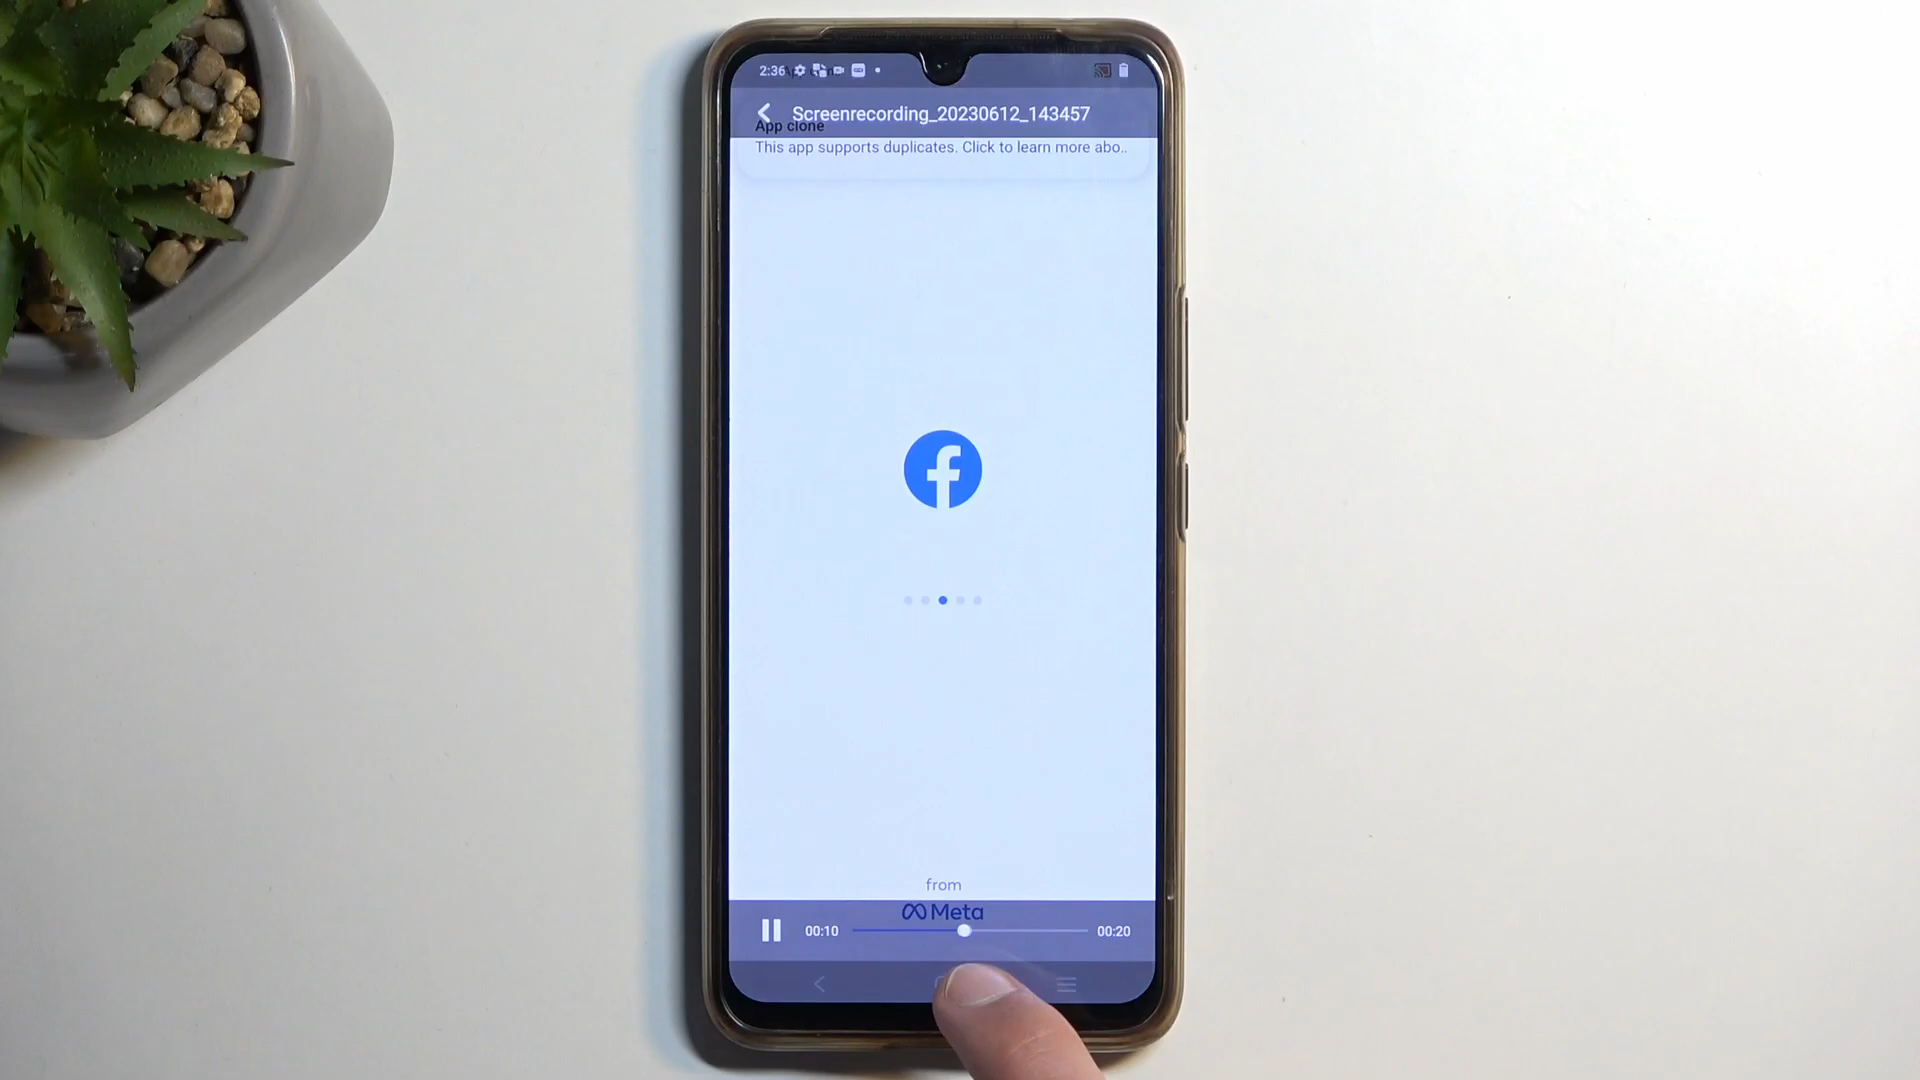 2:36
Screenrecording_20230612_143457
App clone
This app supports duplicates. Click to learn more abo..
from
Meta
00:10
00:20